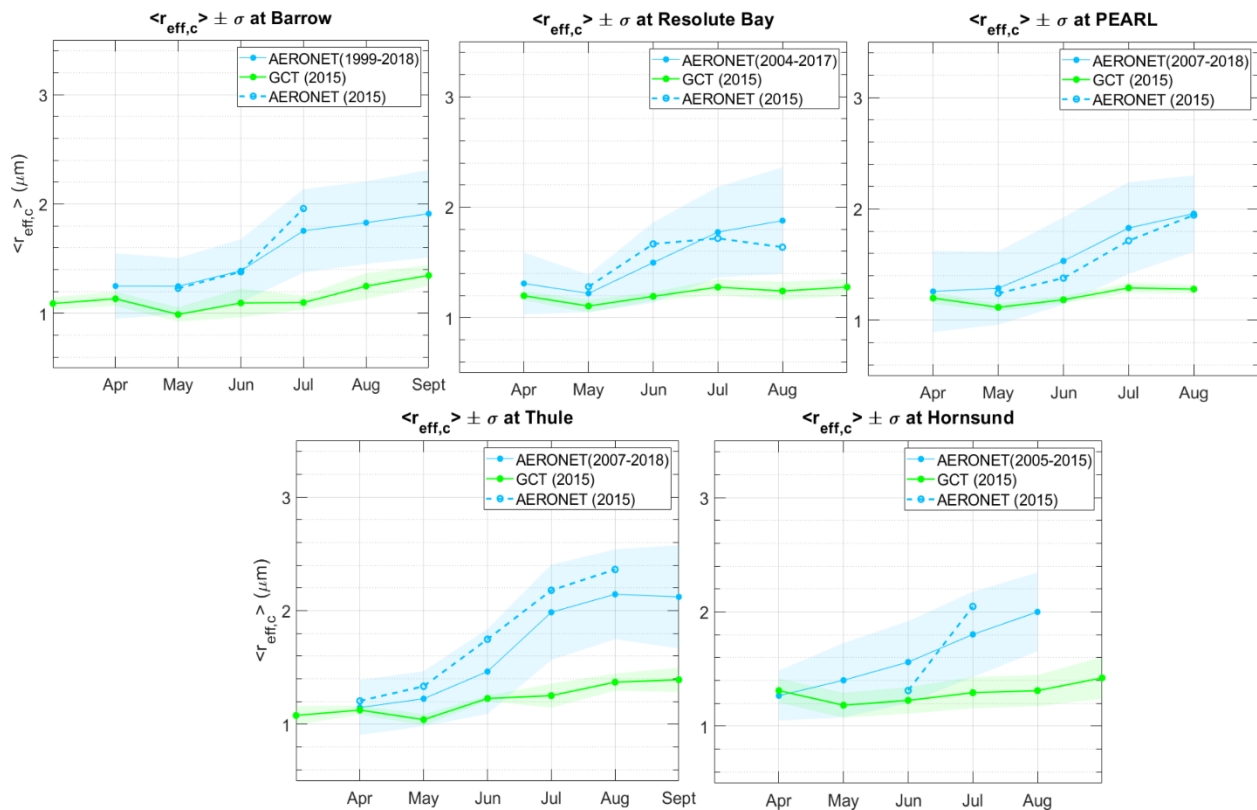 <r_eff,c> ± σ at Barrow
AERONET(1999-2018)
GCT (2015)
AERONET (2015)
<r_eff,c> (μm)
3
2
1
Apr May Jun Jul Aug Sept
<r_eff,c> ± σ at Resolute Bay
AERONET(2004-2017)
GCT (2015)
AERONET (2015)
3
2
1
Apr May Jun Jul Aug
<r_eff,c> ± σ at PEARL
AERONET(2007-2018)
GCT (2015)
AERONET (2015)
3
2
1
Apr May Jun Jul Aug
<r_eff,c> ± σ at Thule
AERONET(2007-2018)
GCT (2015)
AERONET (2015)
<r_eff,c> (μm)
3
2
1
Apr May Jun Jul Aug Sept
<r_eff,c> ± σ at Hornsund
AERONET(2005-2015)
GCT (2015)
AERONET (2015)
3
2
1
Apr May Jun Jul Aug